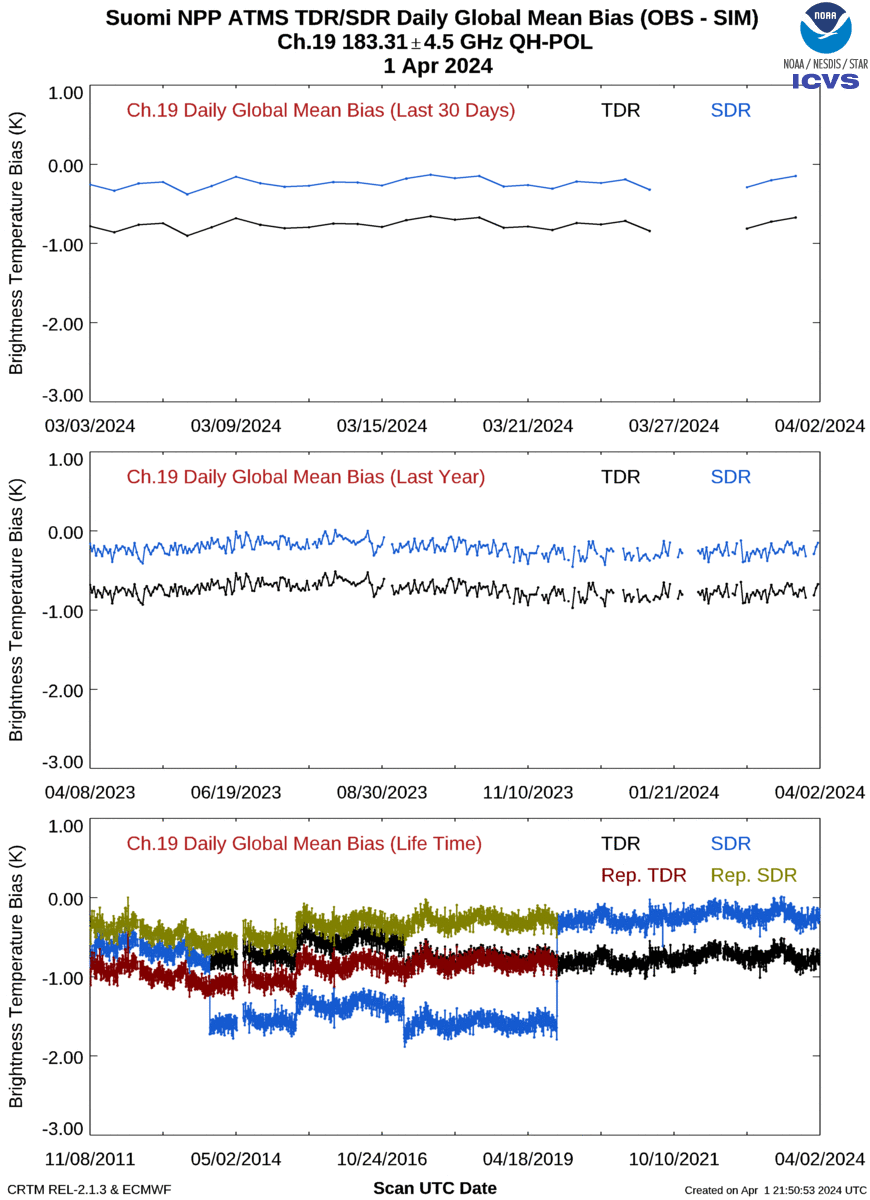 Suomi NPP ATMS TDR/SDR Daily Global Mean Bias (OBS - SIM)
Ch.19 183.31±4.5 GHz QH-POL
1 Apr 2024
NOAA
NOAA / NESDIS / STAR
ICVS
Ch.19 Daily Global Mean Bias (Last 30 Days) TDR SDR
Brightness Temperature Bias (K)
1.00
0.00
-1.00
-2.00
-3.00
03/03/2024 03/09/2024 03/15/2024 03/21/2024 03/27/2024 04/02/2024
Ch.19 Daily Global Mean Bias (Last Year) TDR SDR
Brightness Temperature Bias (K)
1.00
0.00
-1.00
-2.00
-3.00
04/08/2023 06/19/2023 08/30/2023 11/10/2023 01/21/2024 04/02/2024
Ch.19 Daily Global Mean Bias (Life Time) TDR SDR
Rep. TDR Rep. SDR
Brightness Temperature Bias (K)
1.00
0.00
-1.00
-2.00
-3.00
11/08/2011 05/02/2014 10/24/2016 04/18/2019 10/10/2021 04/02/2024
CRTM REL-2.1.3 & ECMWF Scan UTC Date Created on Apr 1 21:50:53 2024 UTC